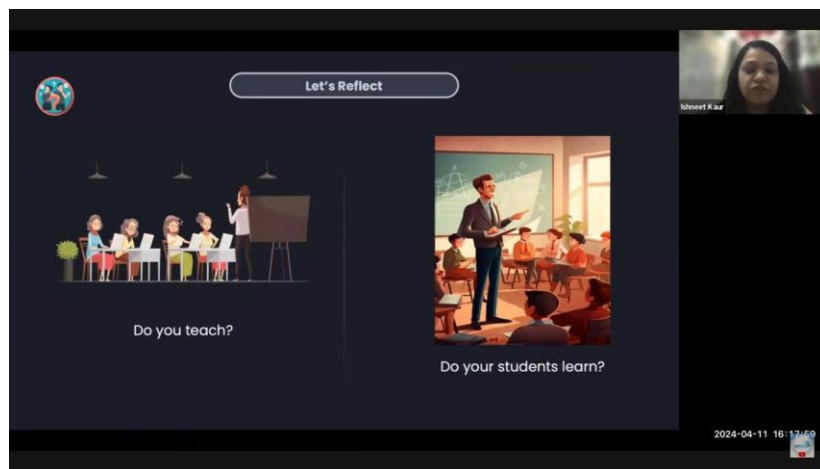 Let's Reflect
Ishneet Kaur
Do you teach?
Do your students learn?
2024-04-11 16:17:59